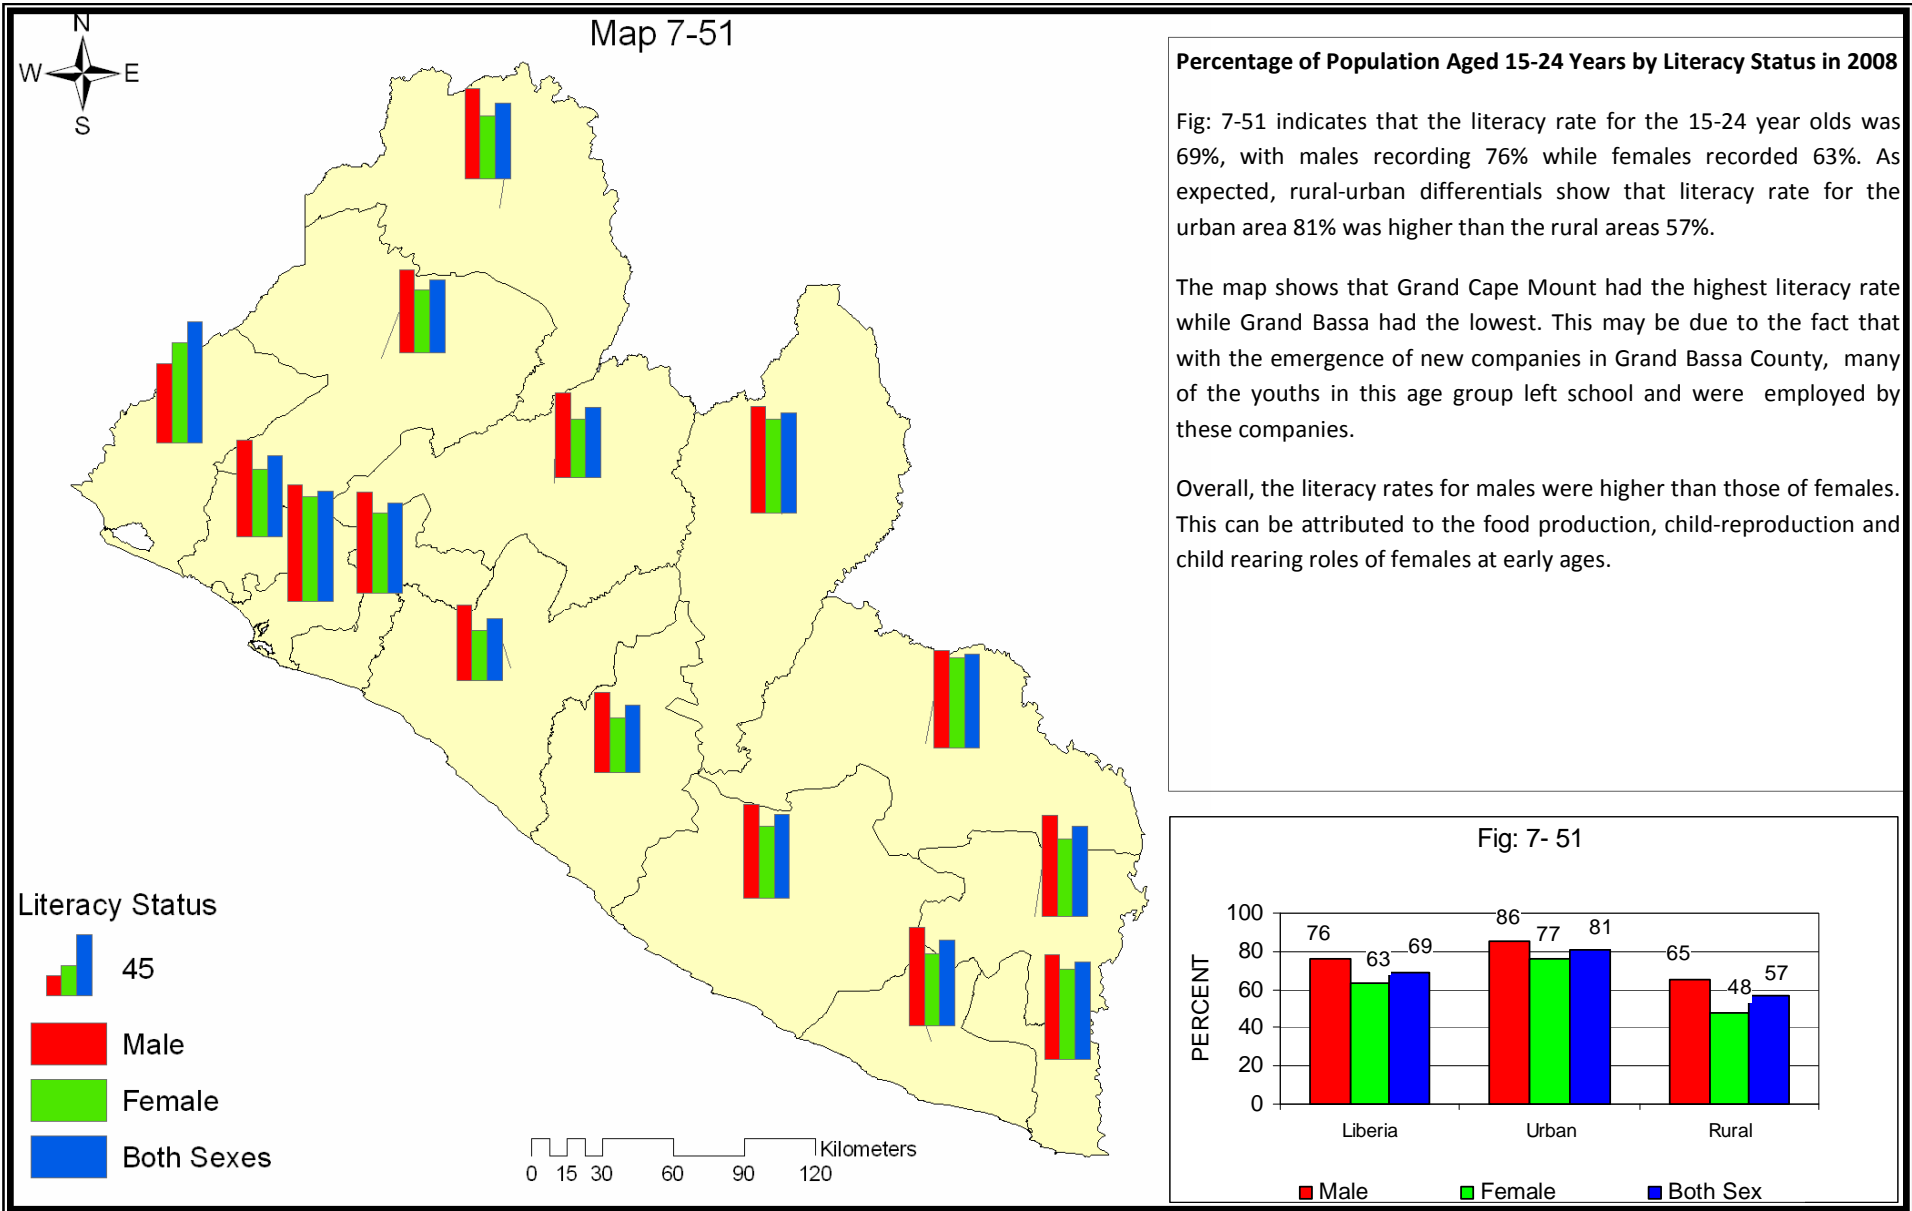 Map 7-51
N
W
E
S
Percentage of Population Aged 15-24 Years by Literacy Status in 2008
Fig: 7-51 indicates that the literacy rate for the 15-24 year olds was
69%, with males recording 76% while females recorded 63%. As
expected, rural-urban differentials show that literacy rate for the
urban area 81% was higher than the rural areas 57%.
The map shows that Grand Cape Mount had the highest literacy rate
while Grand Bassa had the lowest. This may be due to the fact that
with the emergence of new companies in Grand Bassa County, many
of the youths in this age group left school and were employed by
these companies.
Overall, the literacy rates for males were higher than those of females.
This can be attributed to the food production, child-reproduction and
child rearing roles of females at early ages.
Literacy Status
45
Male
Female
Both Sexes
Kilometers
0 15 30 60 90 120
Fig: 7- 51
PERCENT
100
80
60
40
20
0
76 63 69
86 77 81
65 48 57
Liberia Urban Rural
Male Female Both Sex